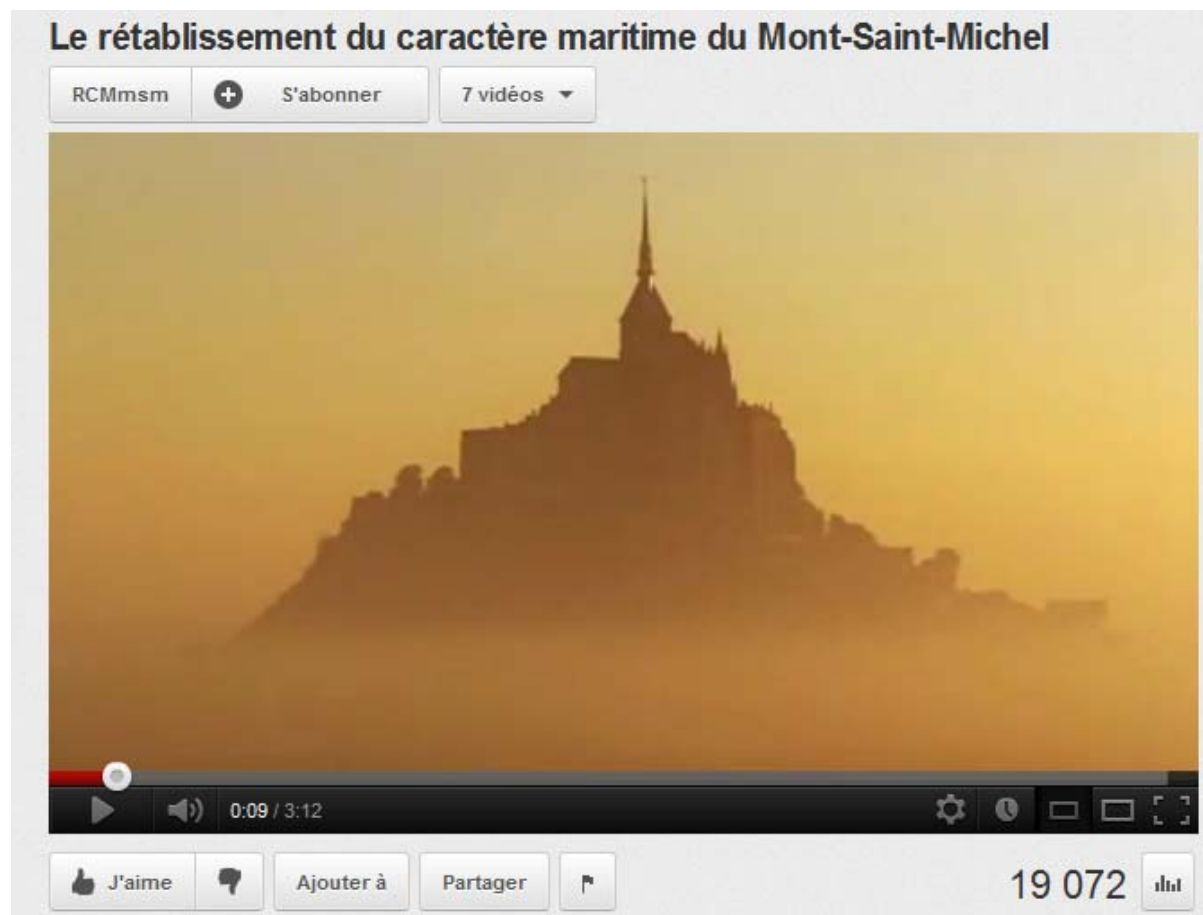 Le rétablissement du caractère maritime du Mont-Saint-Michel
RCMmsm S'abonner 7 vidéos
0:09 / 3:12
J'aime Ajouter à Partager 19 072